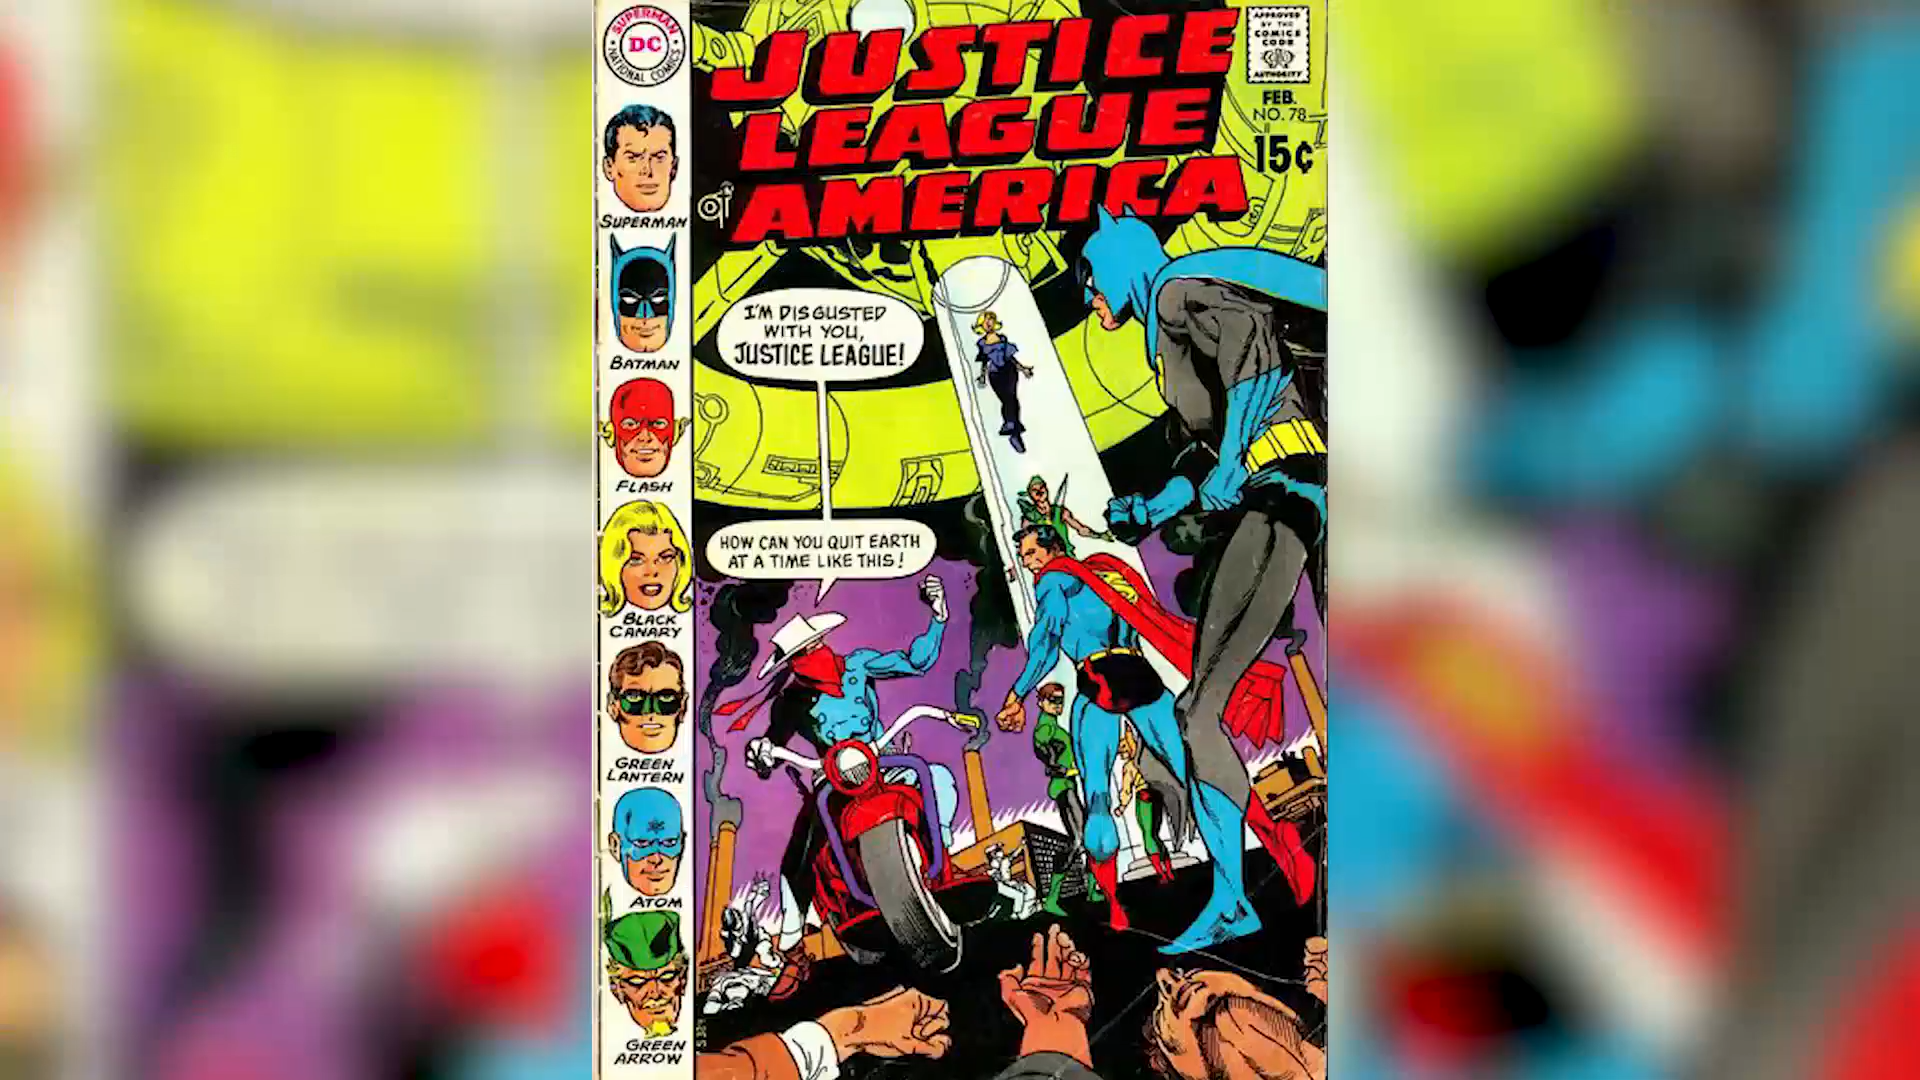 SUPERMAN
DC
NATIONAL COMICS
JUSTICE
LEAGUE
of AMERICA
APPROVED
BY THE
COMICS
CODE
AUTHORITY
FEB.
NO. 78
15¢
SUPERMAN
BATMAN
FLASH
BLACK
CANARY
GREEN
LANTERN
ATOM
GREEN
ARROW
I'M DISGUSTED
WITH YOU,
JUSTICE LEAGUE!
HOW CAN YOU QUIT EARTH
AT A TIME LIKE THIS!